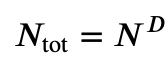 N_tot = N^D